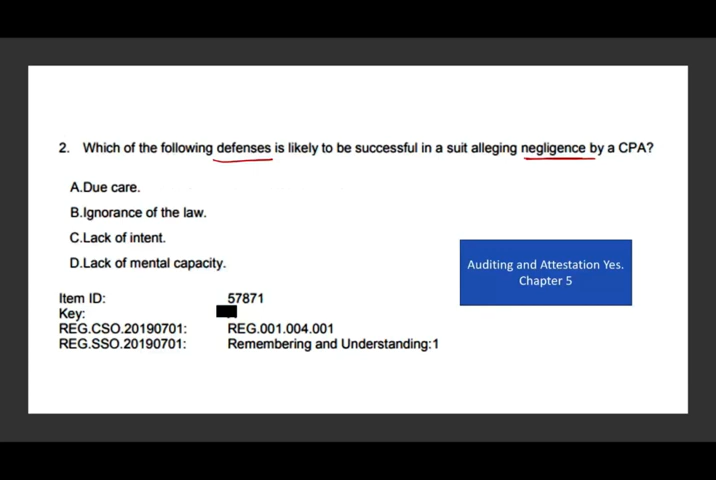 2. Which of the following defenses is likely to be successful in a suit alleging negligence by a CPA?
A.Due care.
B.Ignorance of the law.
C.Lack of intent.
D.Lack of mental capacity.
Auditing and Attestation Yes.
Chapter 5
Item ID: 57871
Key:
REG.CSO.20190701: REG.001.004.001
REG.SSO.20190701: Remembering and Understanding:1